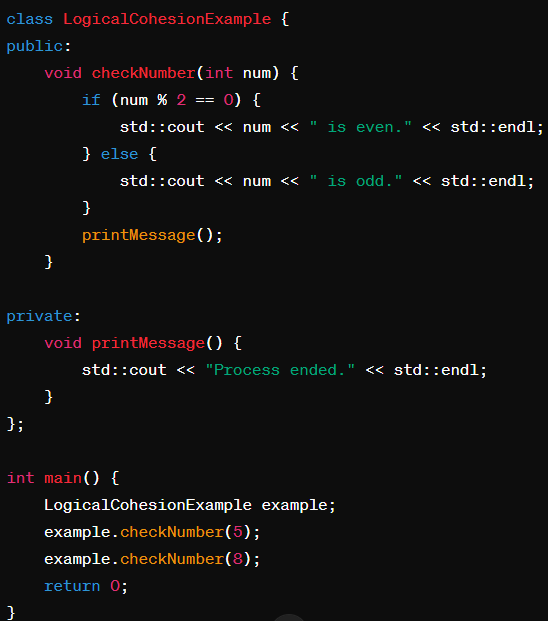 class LogicalCohesionExample {
public:
    void checkNumber(int num) {
        if (num % 2 == 0) {
            std::cout << num << " is even." << std::endl;
        } else {
            std::cout << num << " is odd." << std::endl;
        }
        printMessage();
    }

private:
    void printMessage() {
        std::cout << "Process ended." << std::endl;
    }
};

int main() {
    LogicalCohesionExample example;
    example.checkNumber(5);
    example.checkNumber(8);
    return 0;
}